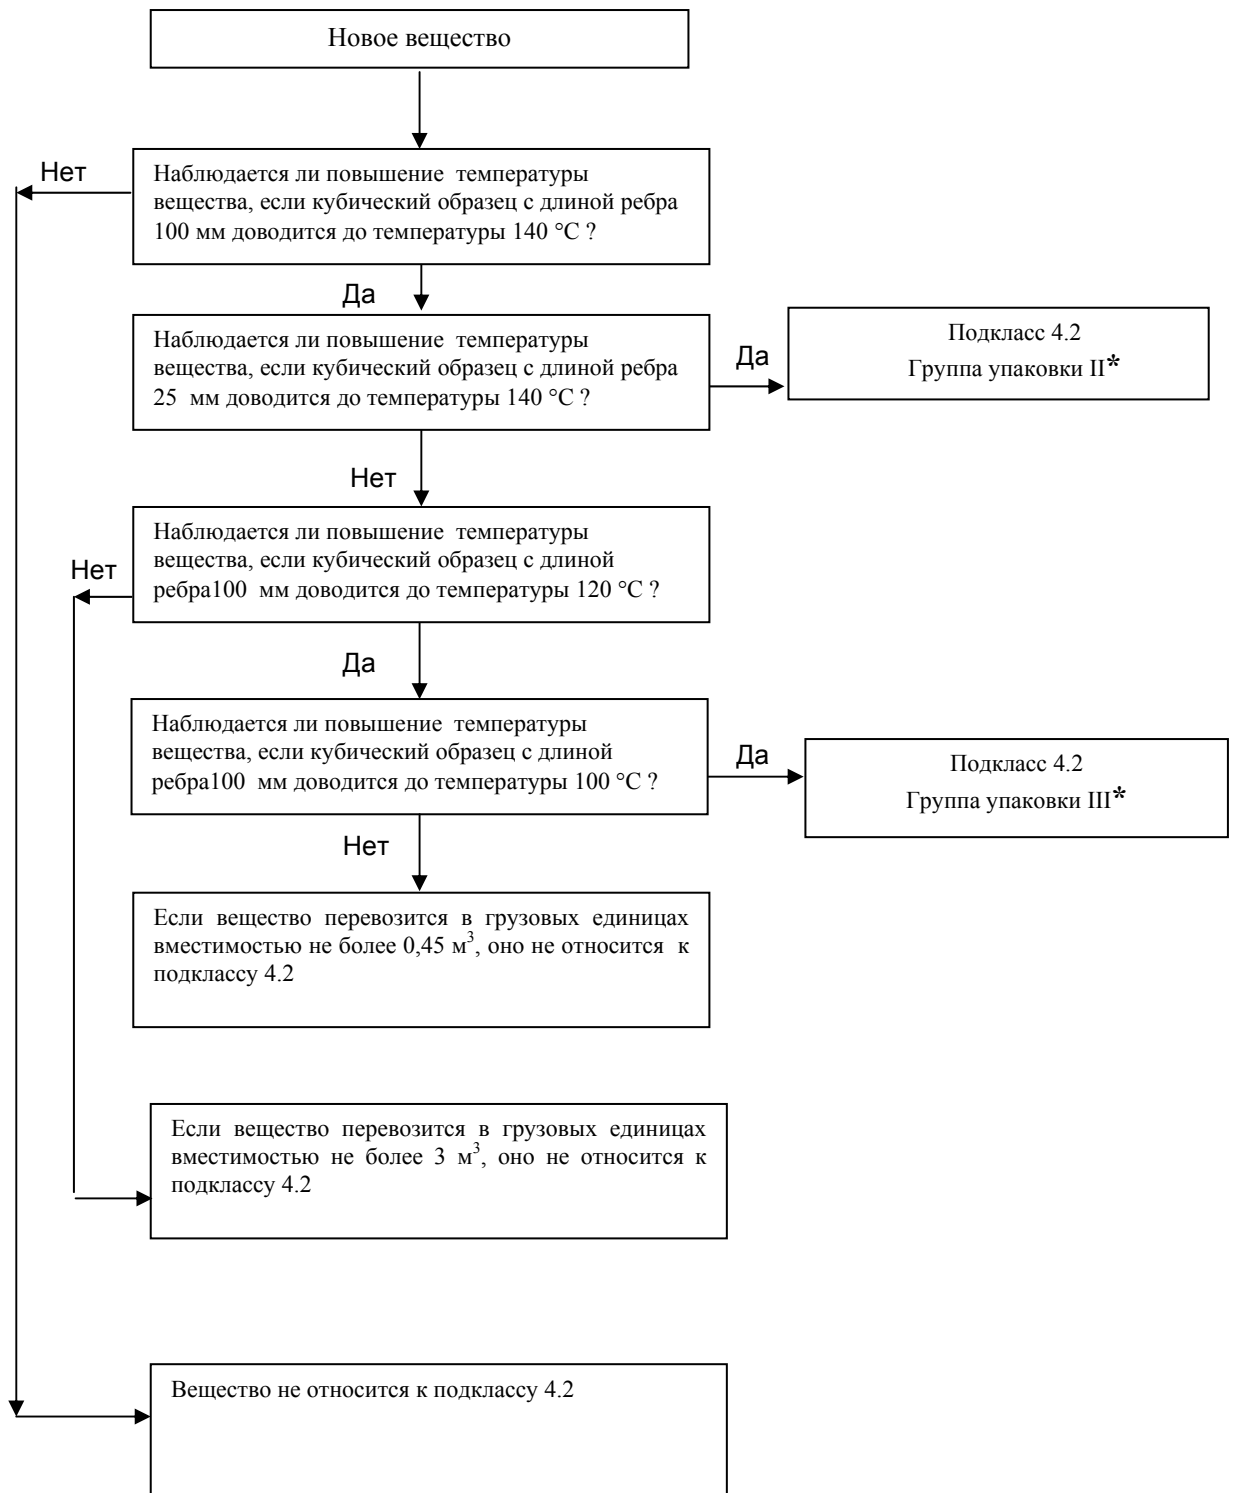 Новое вещество
Нет
Наблюдается ли повышение температуры
вещества, если кубический образец с длиной ребра
100 мм доводится до температуры 140 °C ?
Да
Наблюдается ли повышение температуры
вещества, если кубический образец с длиной ребра
25 мм доводится до температуры 140 °C ?
Да
Подкласс 4.2
Группа упаковки II*
Нет
Наблюдается ли повышение температуры
вещества, если кубический образец с длиной
ребра100 мм доводится до температуры 120 °C ?
Нет
Да
Наблюдается ли повышение температуры
вещества, если кубический образец с длиной
ребра100 мм доводится до температуры 100 °C ?
Да
Подкласс 4.2
Группа упаковки III*
Нет
Если вещество перевозится в грузовых единицах
вместимостью не более 0,45 м³, оно не относится к
подклассу 4.2
Если вещество перевозится в грузовых единицах
вместимостью не более 3 м³, оно не относится к
подклассу 4.2
Вещество не относится к подклассу 4.2